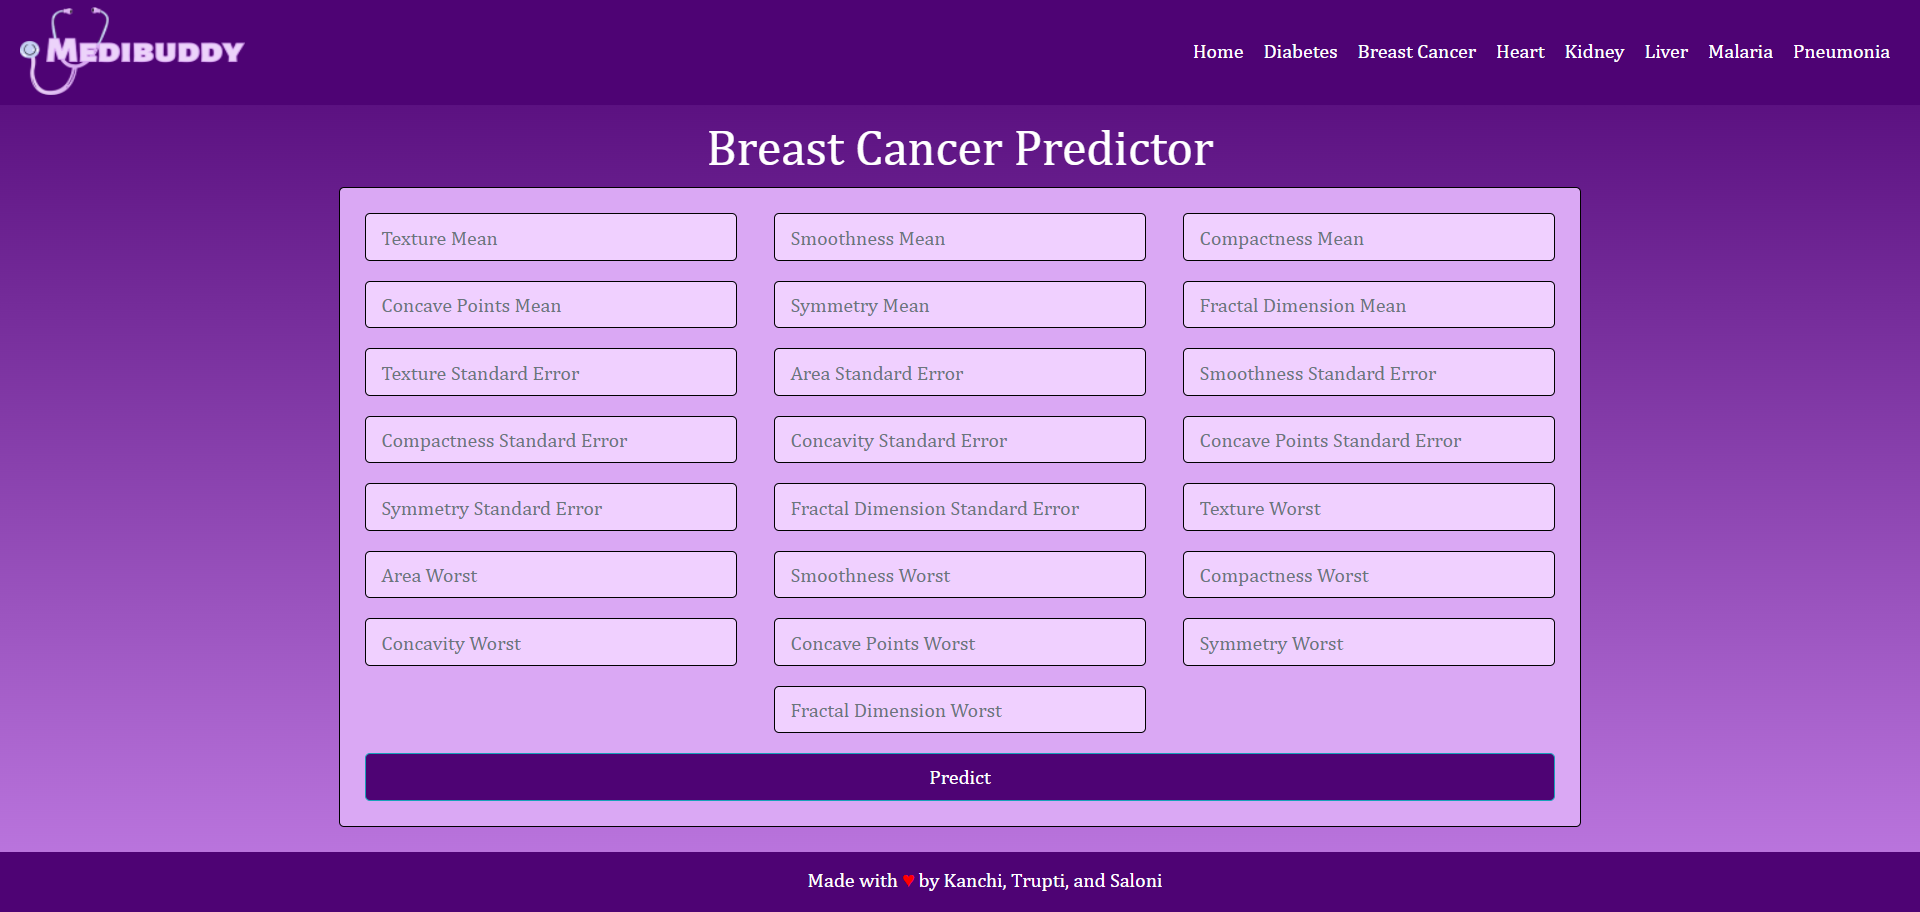 MEDIBUDDY
Home Diabetes Breast Cancer Heart Kidney Liver Malaria Pneumonia
Breast Cancer Predictor
Texture Mean Smoothness Mean Compactness Mean
Concave Points Mean Symmetry Mean Fractal Dimension Mean
Texture Standard Error Area Standard Error Smoothness Standard Error
Compactness Standard Error Concavity Standard Error Concave Points Standard Error
Symmetry Standard Error Fractal Dimension Standard Error Texture Worst
Area Worst Smoothness Worst Compactness Worst
Concavity Worst Concave Points Worst Symmetry Worst
Fractal Dimension Worst
Predict
Made with ♥ by Kanchi, Trupti, and Saloni